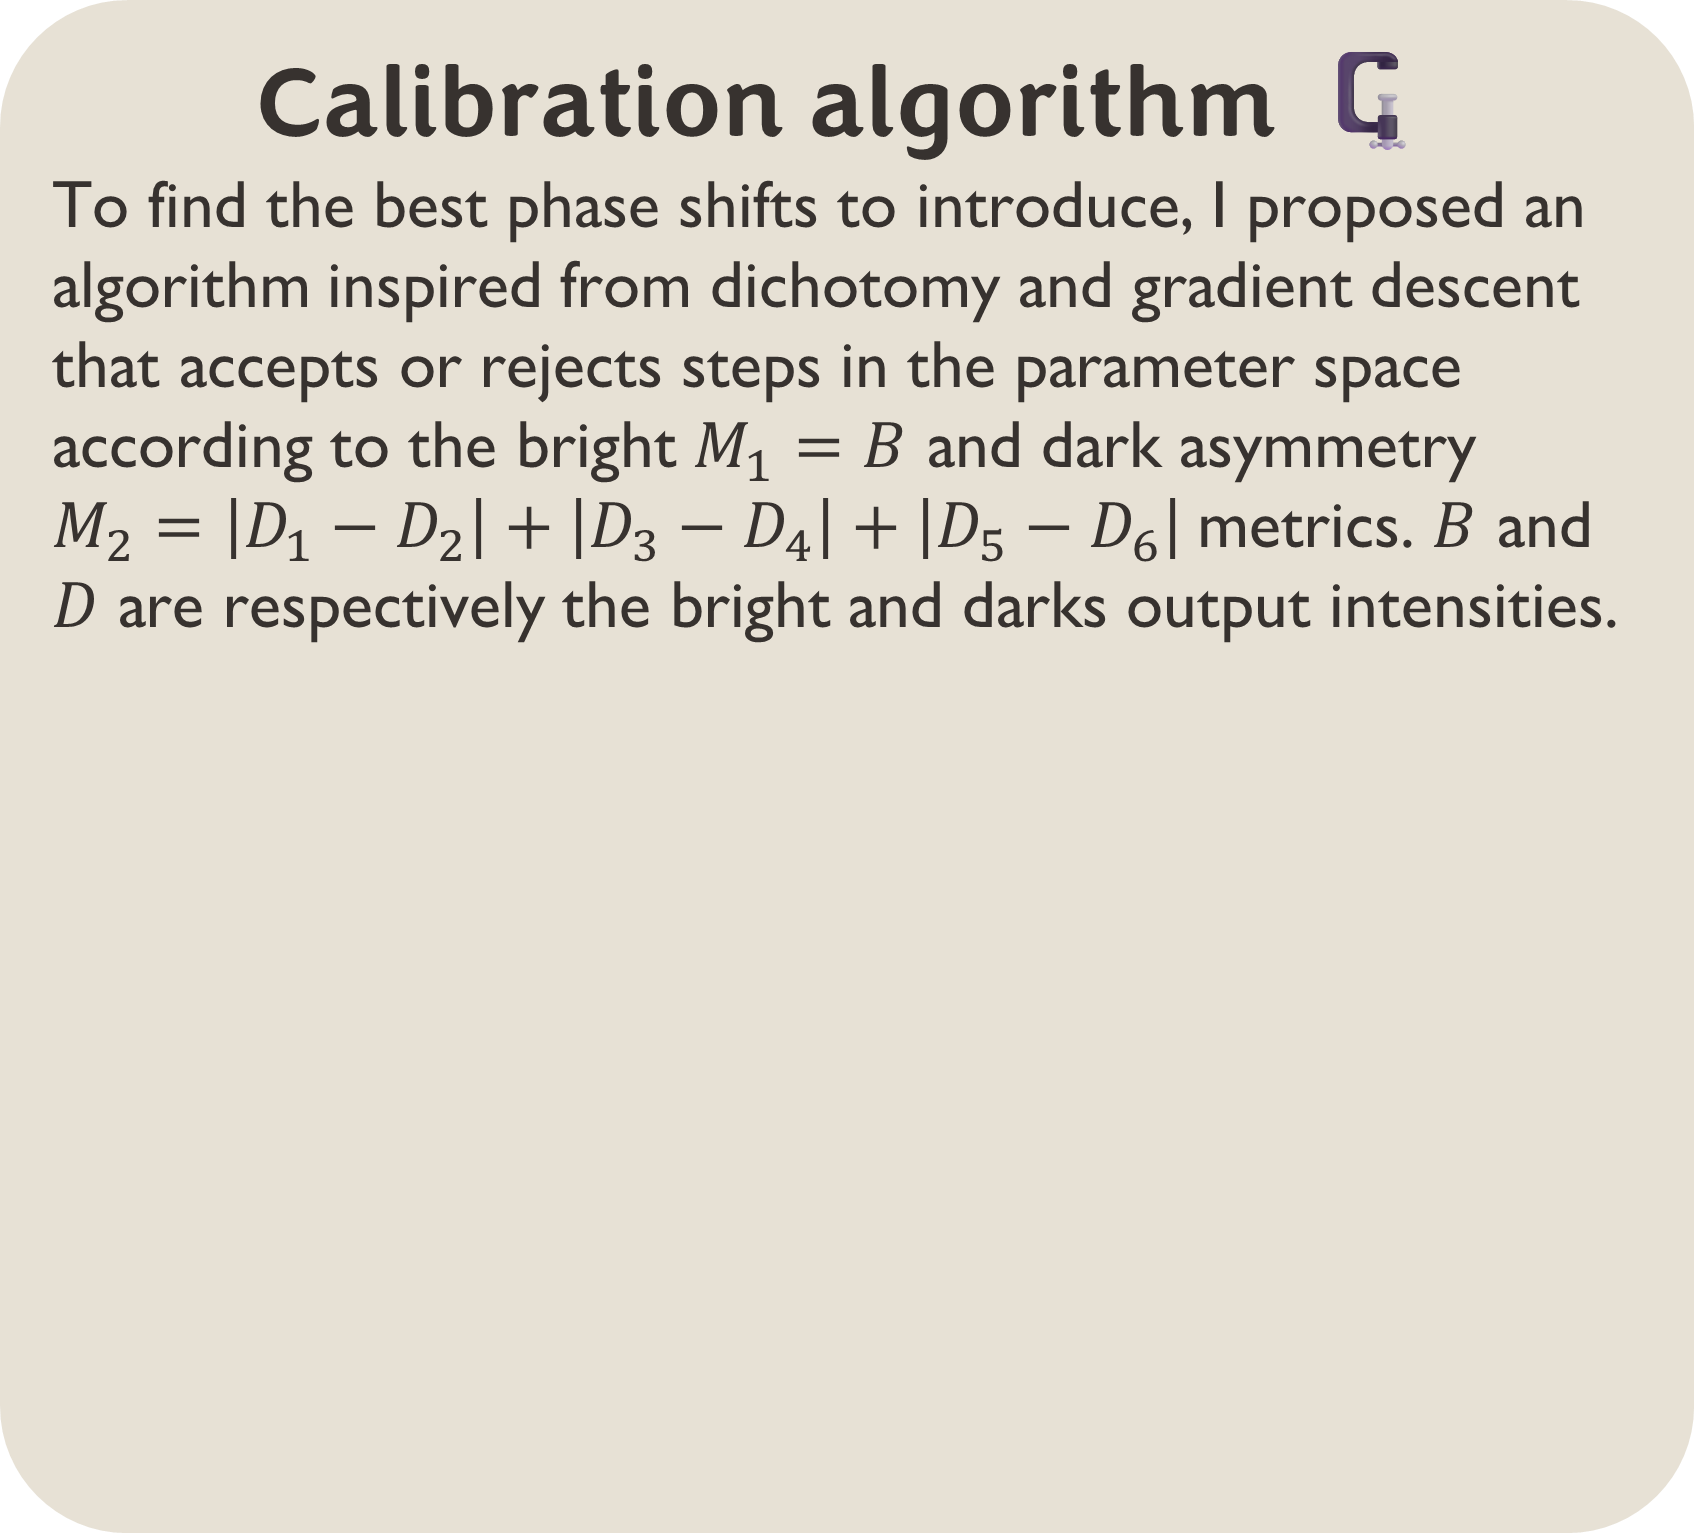 Calibration algorithm
To find the best phase shifts to introduce, I proposed an
algorithm inspired from dichotomy and gradient descent
that accepts or rejects steps in the parameter space
according to the bright M₁ = B and dark asymmetry
M₂ = |D₁ − D₂| + |D₃ − D₄| + |D₅ − D₆| metrics. B and
D are respectively the bright and darks output intensities.